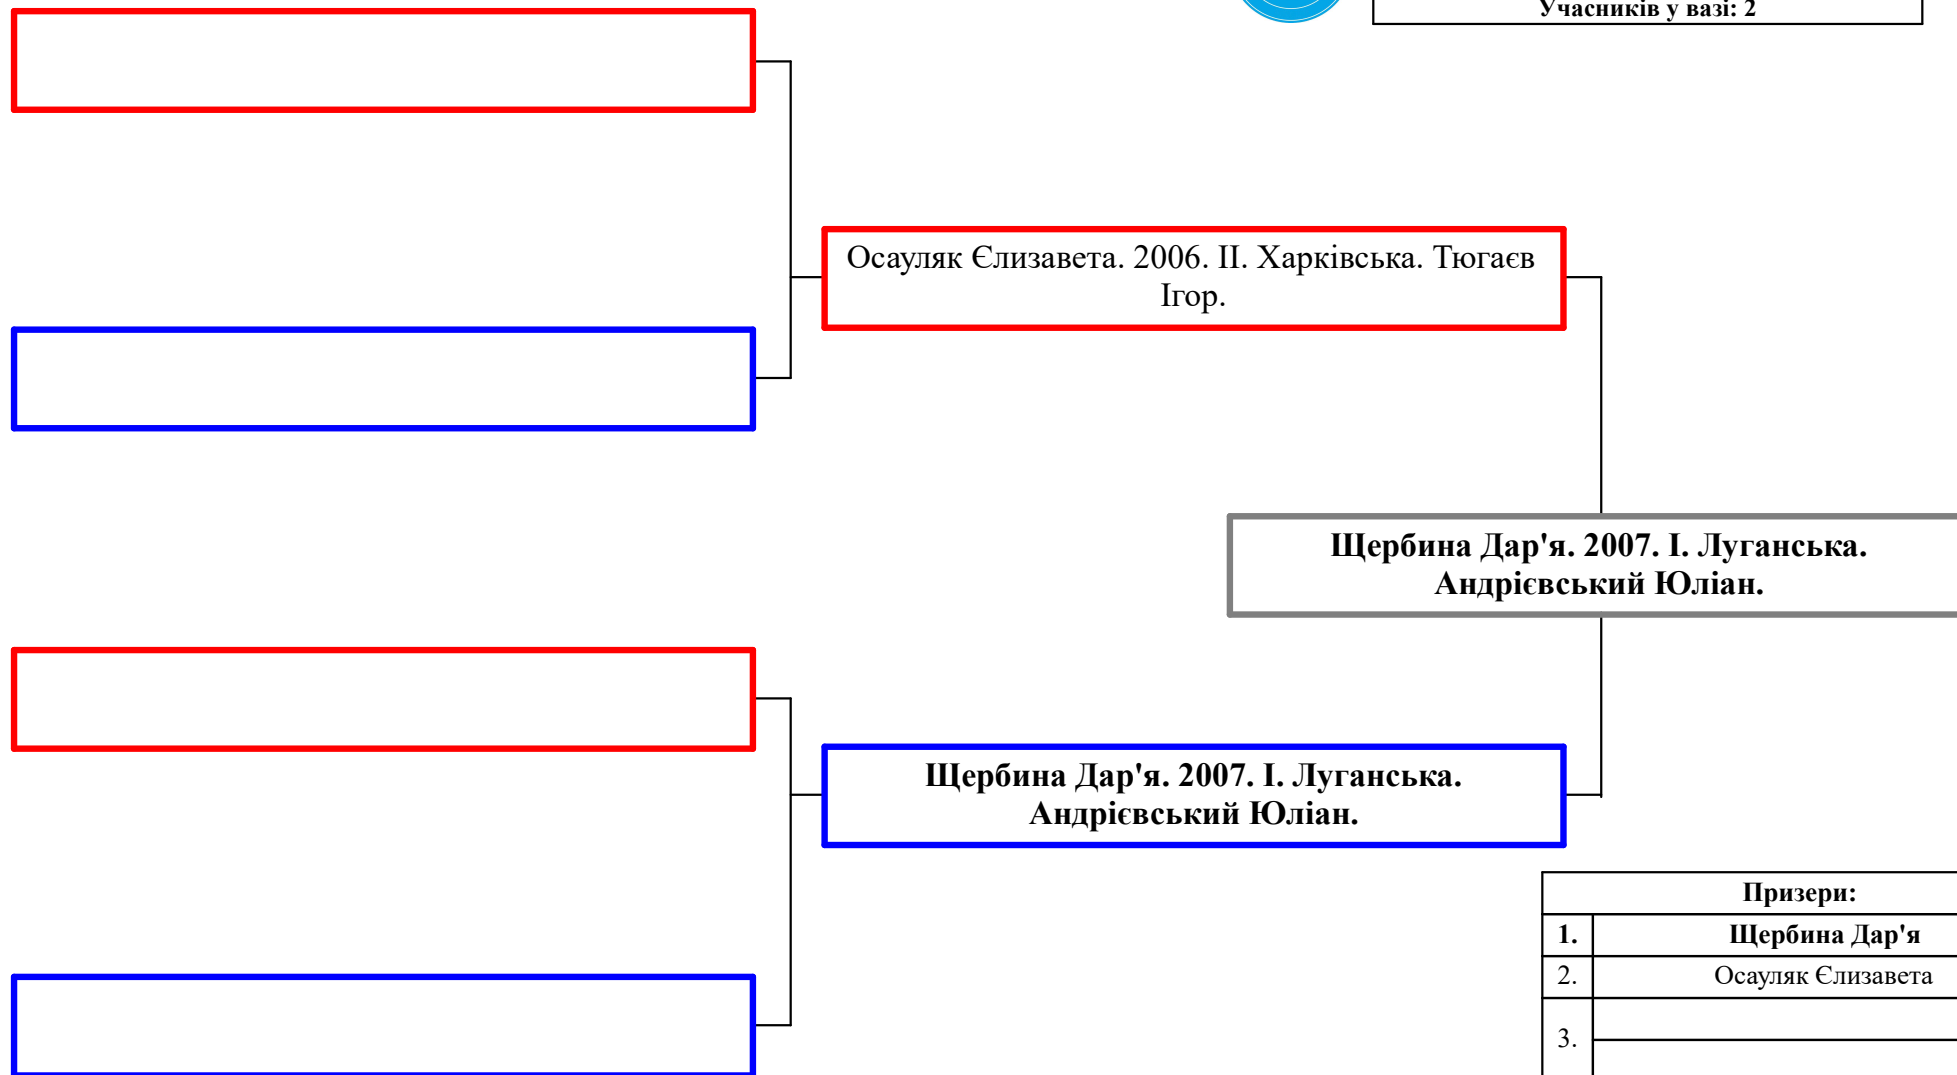 Учасників у вазі: 2
Осауляк Єлизавета. 2006. II. Харківська. Тюгаєв
Ігор.
Щербина Дар'я. 2007. I. Луганська.
Андрієвський Юліан.
Щербина Дар'я. 2007. I. Луганська.
Андрієвський Юліан.
Призери:
1. Щербина Дар'я
2. Осауляк Єлизавета
3.